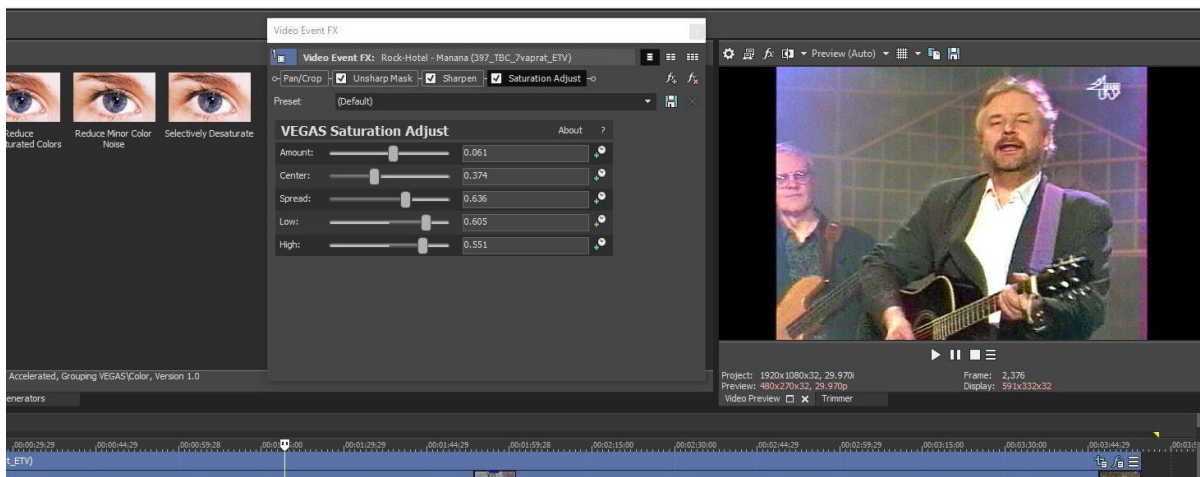 Video Event FX
Video Event FX: Rock-Hotel - Manana (397_TBC_7vaprat_ETV)
Pan/Crop
Unsharp Mask
Sharpen
Saturation Adjust
Preset:
(Default)
VEGAS Saturation Adjust
About ?
Amount: 0.061
Center: 0.374
Spread: 0.636
Low: 0.605
High: 0.551
Reduce
Reduce Minor Color
Noise
Selectively Desaturate
Colors
Accelerated, Grouping VEGAS\Color, Version 1.0
Preview (Auto)
Project: 1920x1080x32, 29.970i
Frame: 2,376
Preview: 480x270x32, 29.970p
Display: 591x332x32
Video Preview
Trimmer
00:00:29:29
00:00:44:29
00:00:59:28
00:01:29:29
00:01:44:29
00:01:59:28
00:02:15:00
00:02:30:00
00:02:44:29
00:02:59:29
00:03:15:00
00:03:30:00
00:03:44:29
t_ETV)